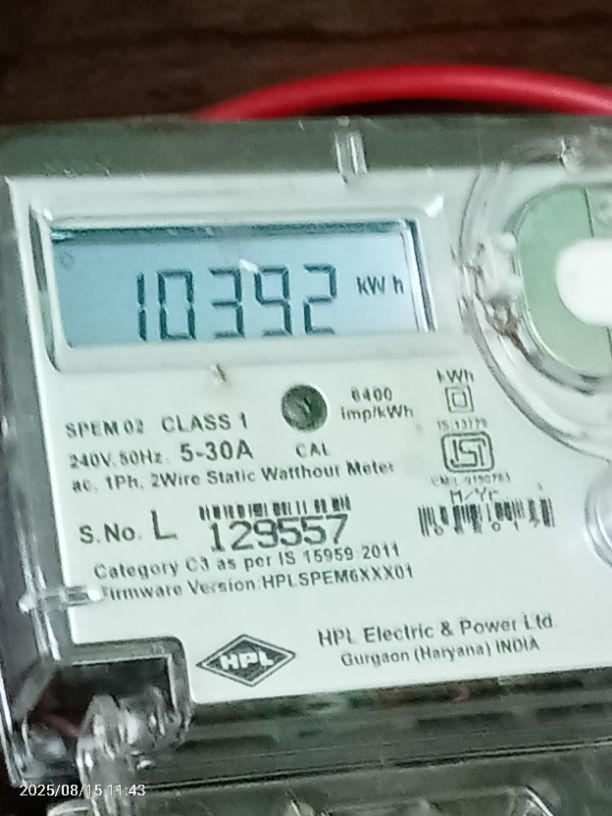 10392 kWh
6400
imp/kWh
kWh
SPEM 02 CLASS 1
240V, 50Hz, 5-30A
CAL
ac, 1Ph, 2Wire Static Watthour Meter
M/Yr.
S.No. L 129557
Category C3 as per IS 15959:2011
Firmware Version:HPLSPEM6XXX01
HPL
HPL Electric & Power Ltd.
Gurgaon (Haryana) INDIA
2025/08/15 11:43